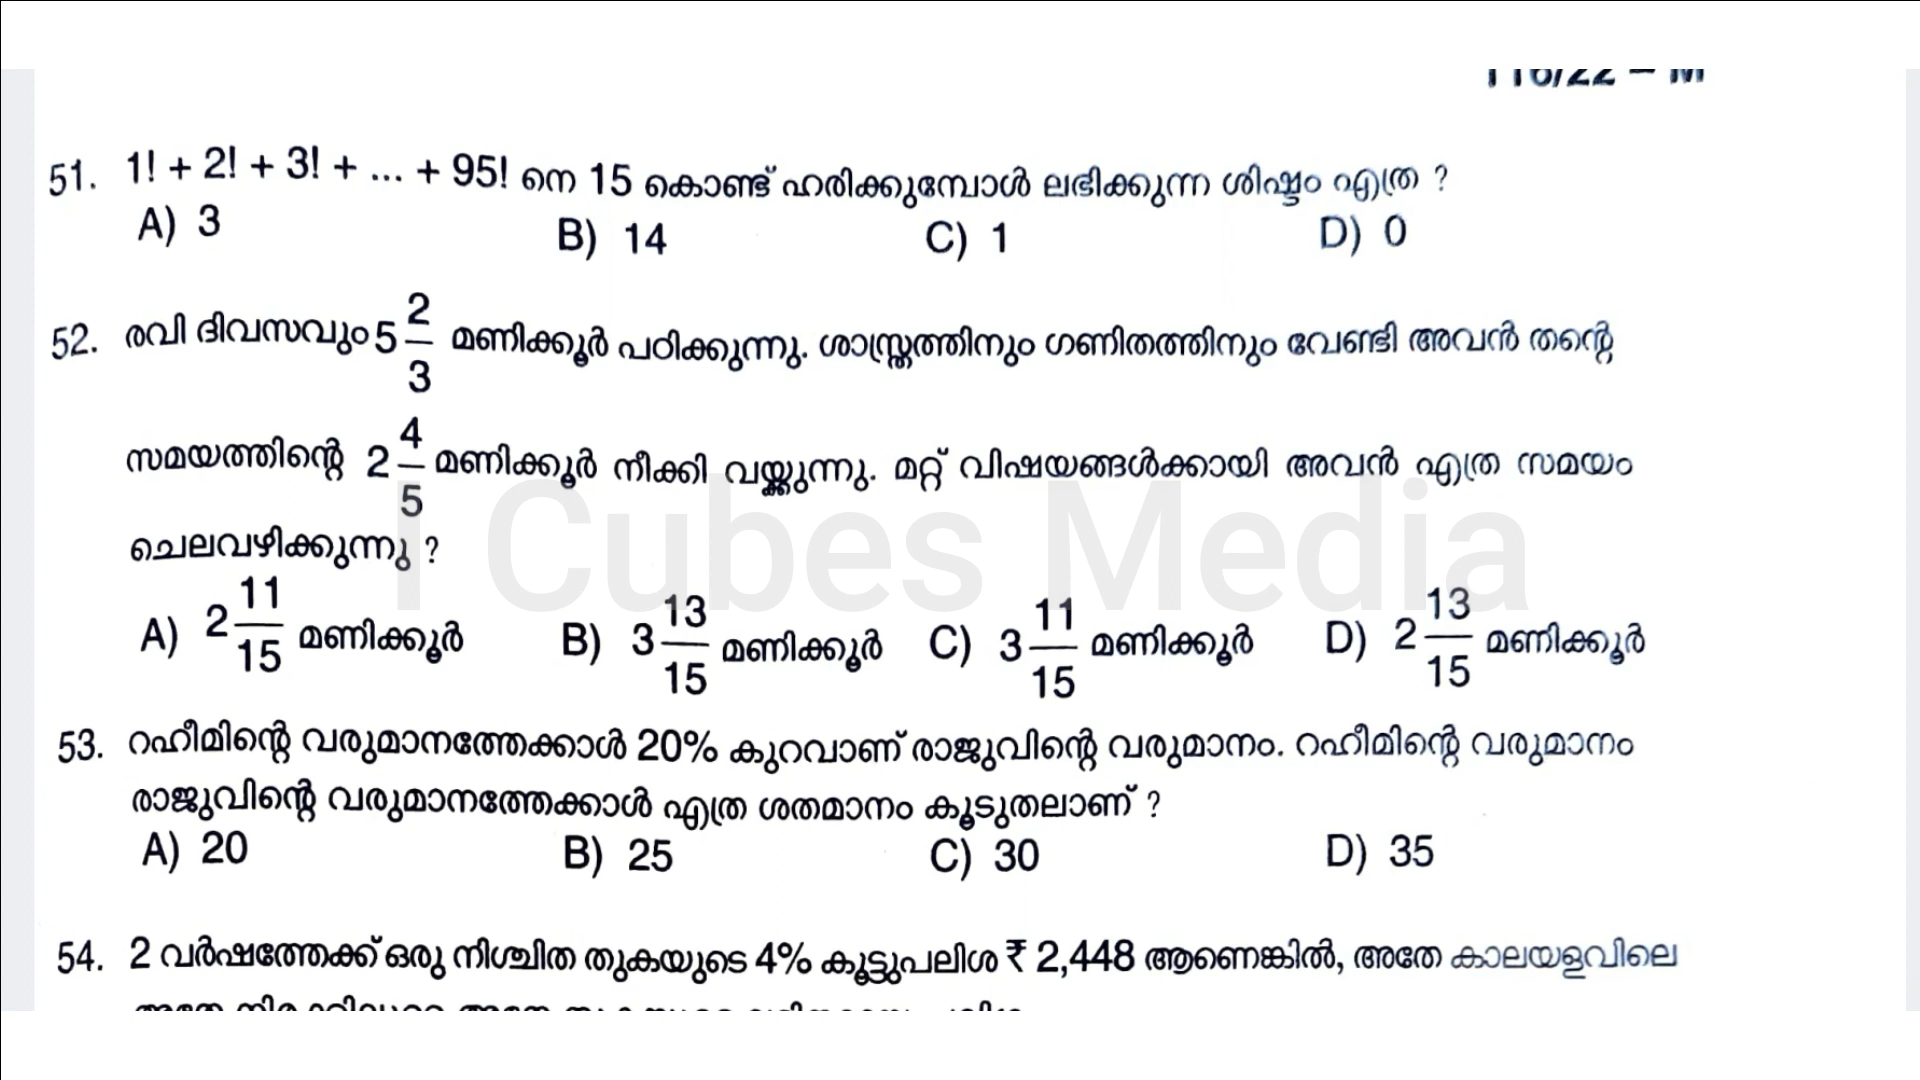 51. 1! + 2! + 3! + ... + 95! നെ 15 കൊണ്ട് ഹരിക്കുമ്പോൾ ലഭിക്കുന്ന ശിഷ്ടം എത്ര ?
A) 3 B) 14 C) 1 D) 0
52. രവി ദിവസവും 5 2/3 മണിക്കൂർ പഠിക്കുന്നു. ശാസ്ത്രത്തിനും ഗണിതത്തിനും വേണ്ടി അവൻ തന്റെ
സമയത്തിന്റെ 2 4/5 മണിക്കൂർ നീക്കി വയ്ക്കുന്നു. മറ്റ് വിഷയങ്ങൾക്കായി അവൻ എത്ര സമയം
ചെലവഴിക്കുന്നു ?
I Cubes Media
A) 2 11/15 മണിക്കൂർ B) 3 13/15 മണിക്കൂർ C) 3 11/15 മണിക്കൂർ D) 2 13/15 മണിക്കൂർ
53. റഹീമിന്റെ വരുമാനത്തേക്കാൾ 20% കുറവാണ് രാജുവിന്റെ വരുമാനം. റഹീമിന്റെ വരുമാനം
രാജുവിന്റെ വരുമാനത്തേക്കാൾ എത്ര ശതമാനം കൂടുതലാണ് ?
A) 20 B) 25 C) 30 D) 35
54. 2 വർഷത്തേക്ക് ഒരു നിശ്ചിത തുകയുടെ 4% കൂട്ടുപലിശ ₹ 2,448 ആണെങ്കിൽ, അതേ കാലയളവിലെ